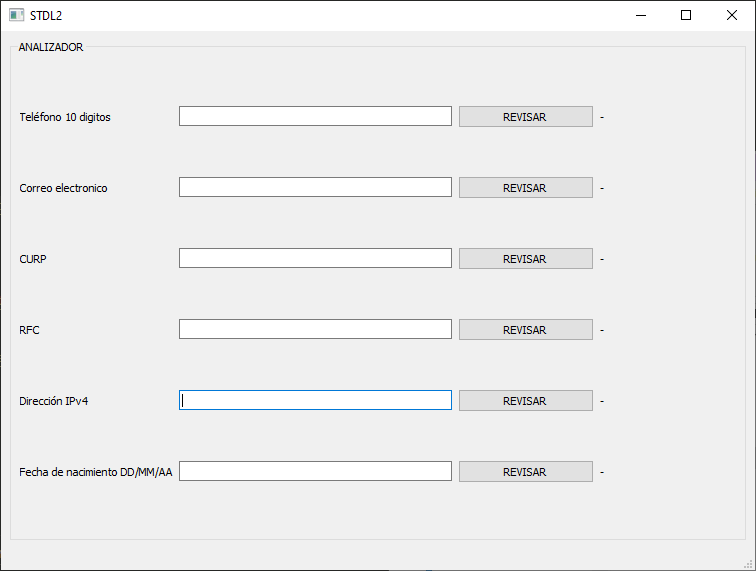 STDL2
ANALIZADOR
Teléfono 10 digitos REVISAR -
Correo electronico REVISAR -
CURP REVISAR -
RFC REVISAR -
Dirección IPv4 REVISAR -
Fecha de nacimiento DD/MM/AA REVISAR -